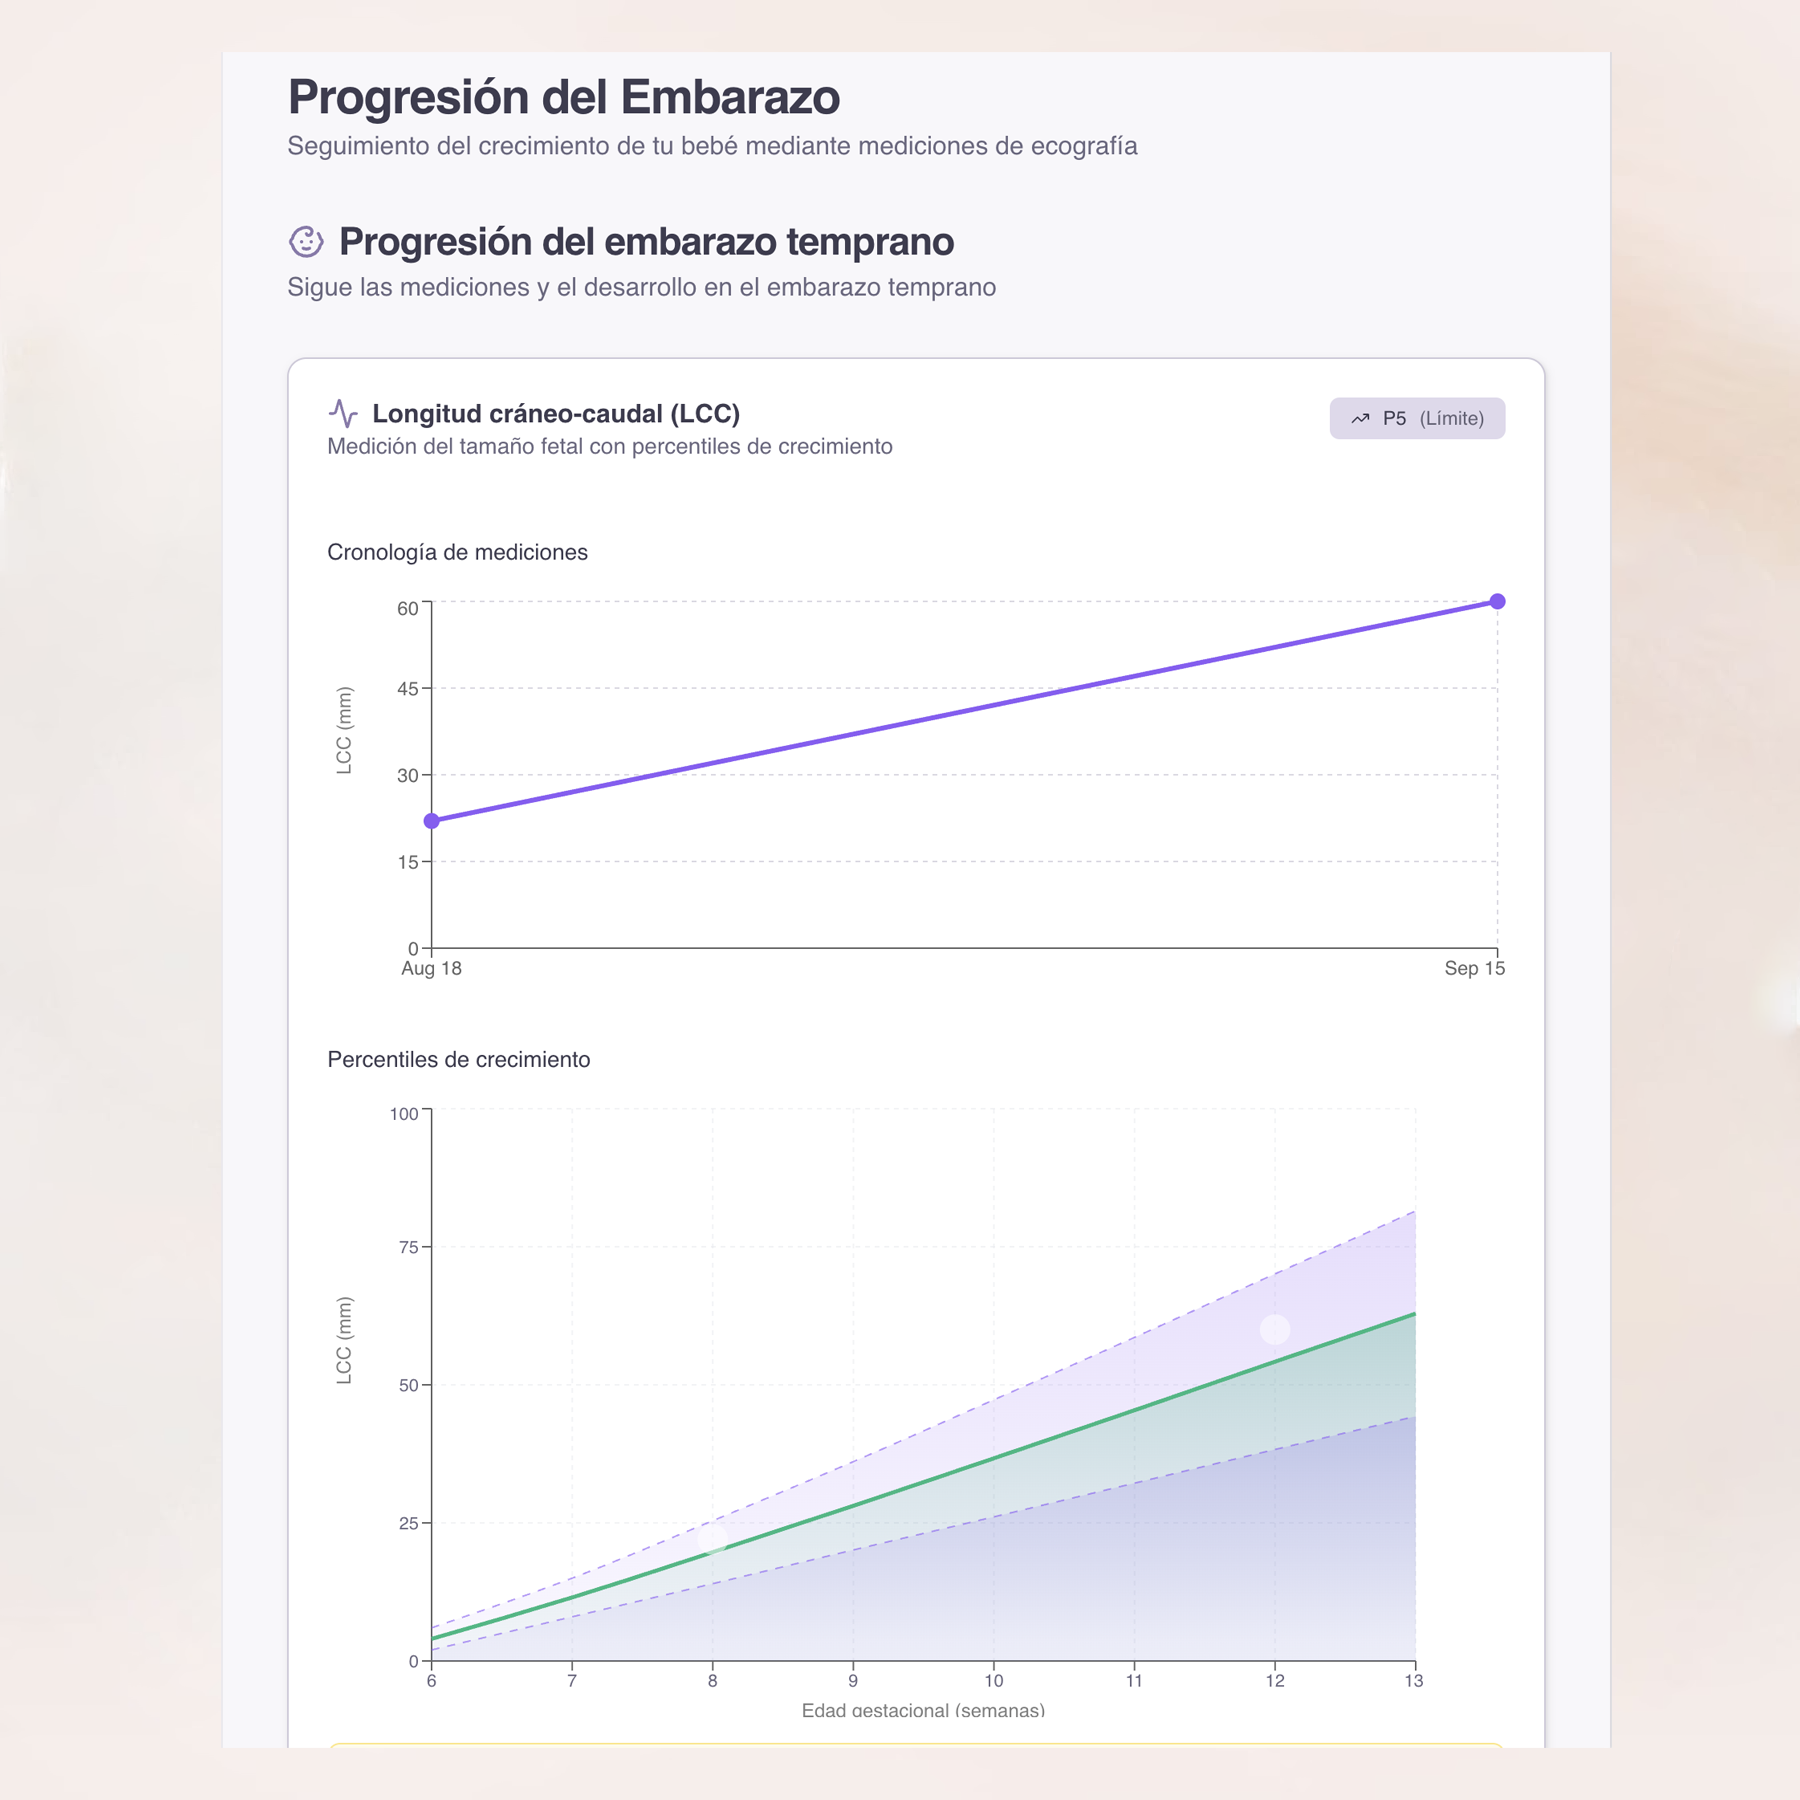 Progresión del Embarazo
Seguimiento del crecimiento de tu bebé mediante mediciones de ecografía
Progresión del embarazo temprano
Sigue las mediciones y el desarrollo en el embarazo temprano
Longitud cráneo-caudal (LCC)
P5 (Límite)
Medición del tamaño fetal con percentiles de crecimiento
Cronología de mediciones
60
45
30
15
0
LCC (mm)
Aug 18
Sep 15
Percentiles de crecimiento
100
75
50
25
0
LCC (mm)
6 7 8 9 10 11 12 13
Edad gestacional (semanas)